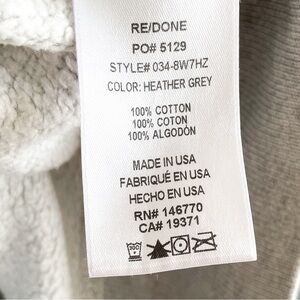 RE/DONE
PO# 5129
STYLE# 034-8W7HZ
COLOR: HEATHER GREY
100% COTTON
100% COTON
100% ALGODÓN
MADE IN USA
FABRIQUÉ EN USA
HECHO EN USA
RN# 146770
CA# 19371